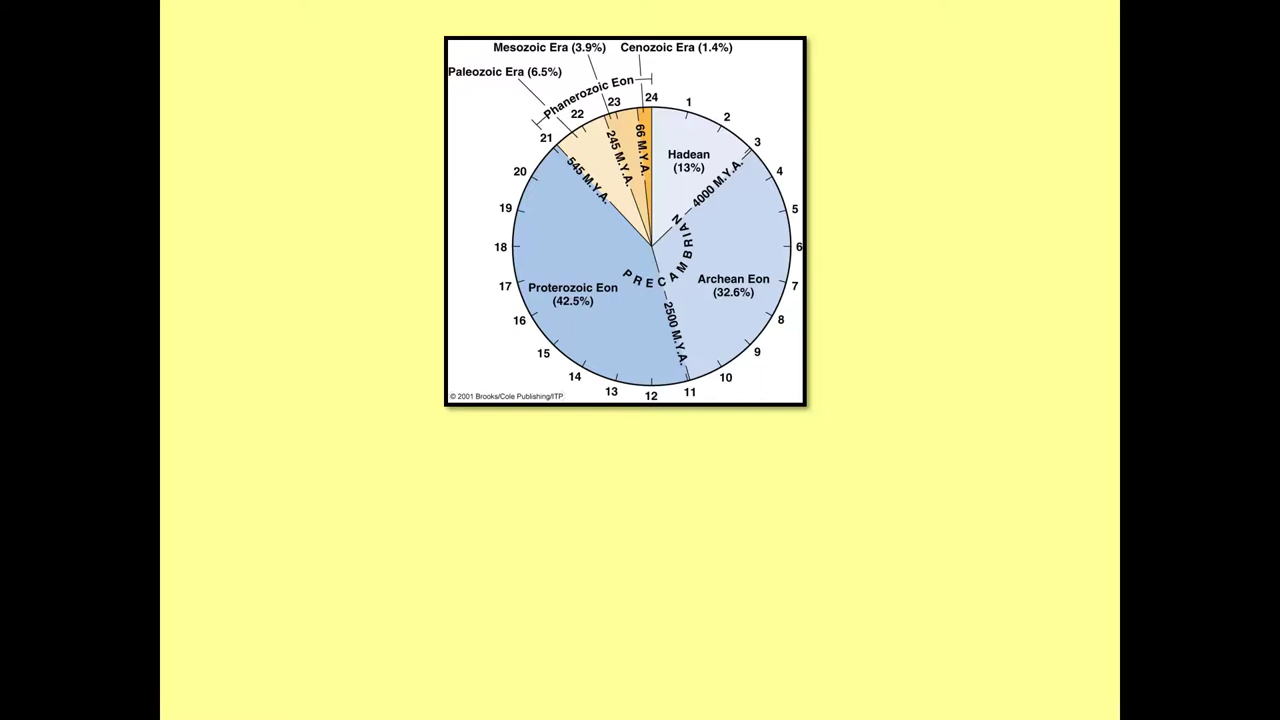 Mesozoic Era (3.9%)
Cenozoic Era (1.4%)
Paleozoic Era (6.5%)
Phanerozoic Eon
24
1
2
3
4
5
6
7
8
9
10
11
12
13
14
15
16
17
18
19
20
21
22
23
545 M.Y.A.
245 M.Y.A.
66 M.Y.A.
Hadean
(13%)
4000 M.Y.A.
PRECAMBRIAN
Archean Eon
(32.6%)
Proterozoic Eon
(42.5%)
2500 M.Y.A.
© 2001 Brooks/Cole Publishing/ITP